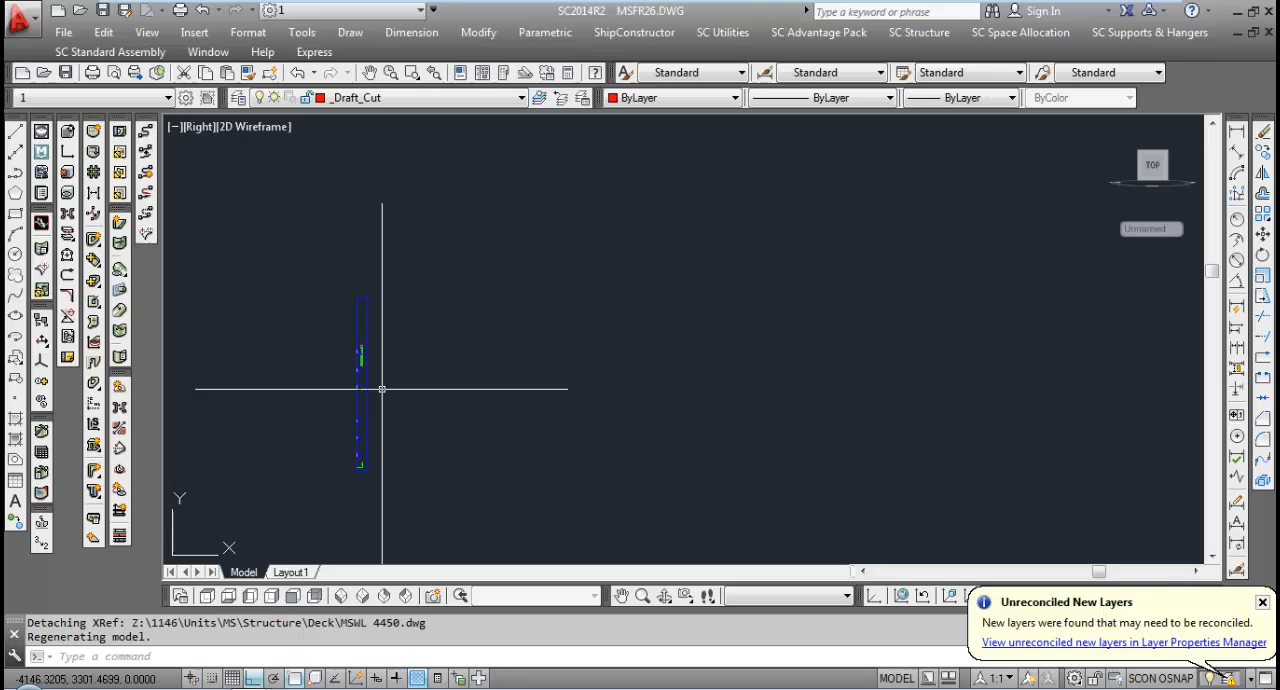 1
SC2014R2 MSFR26.DWG
Type a keyword or phrase
Sign In
File Edit View Insert Format Tools Draw Dimension Modify Parametric ShipConstructor SC Utilities SC Advantage Pack SC Structure SC Space Allocation SC Supports & Hangers
SC Standard Assembly Window Help Express
Standard Standard Standard Standard
1 _Draft_Cut ByLayer ByLayer ByLayer ByColor
[−][Right][2D Wireframe]
TOP
Unnamed
Y
X
Model Layout1
Detaching XRef: Z:\1146\Units\MS\Structure\Deck\MSWL 4450.dwg
Regenerating model.
Type a command
Unreconciled New Layers
New layers were found that may need to be reconciled.
View unreconciled new layers in Layer Properties Manager
-4146.3205, 3301.4699, 0.0000
MODEL 1:1 SCON OSNAP